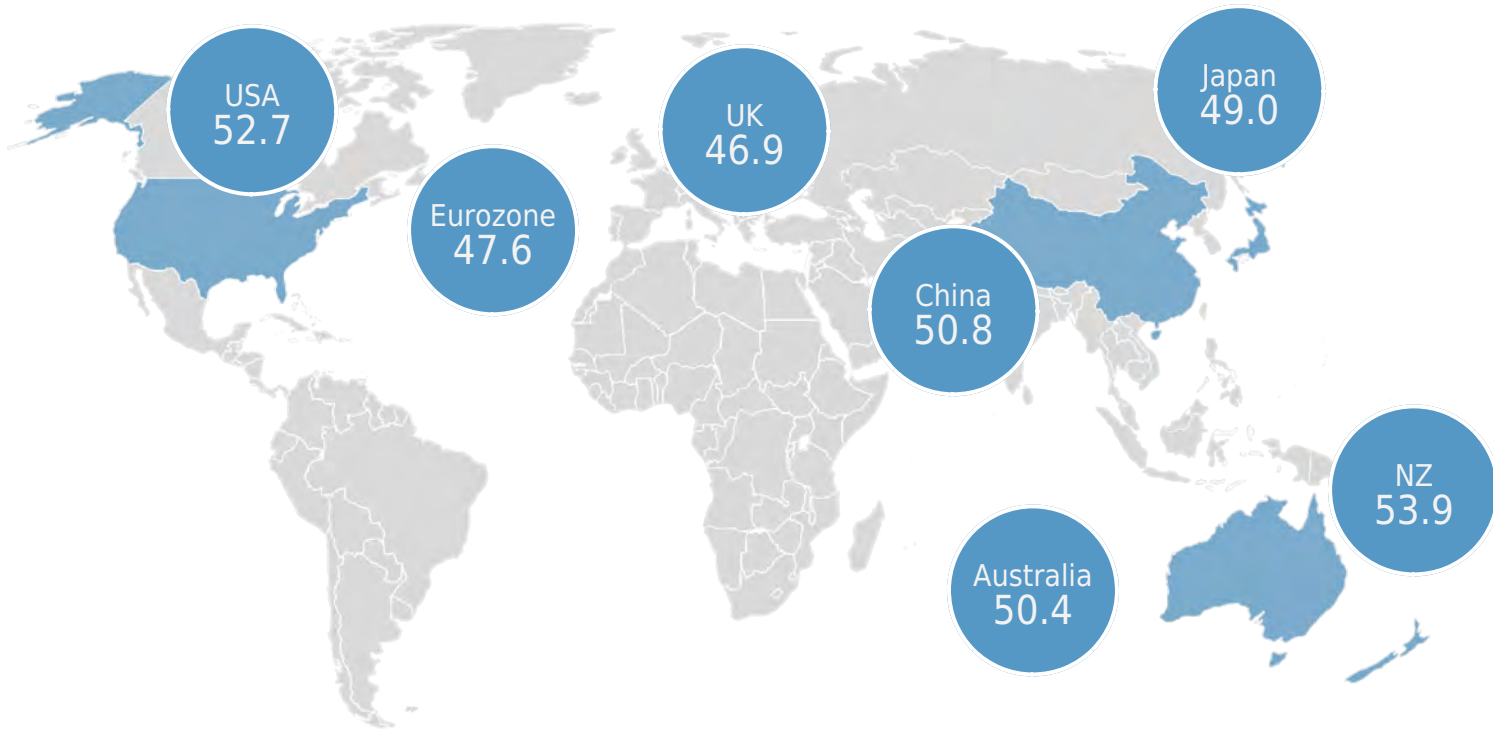 USA
52.7
Eurozone
47.6
UK
46.9
Japan
49.0
China
50.8
Australia
50.4
NZ
53.9